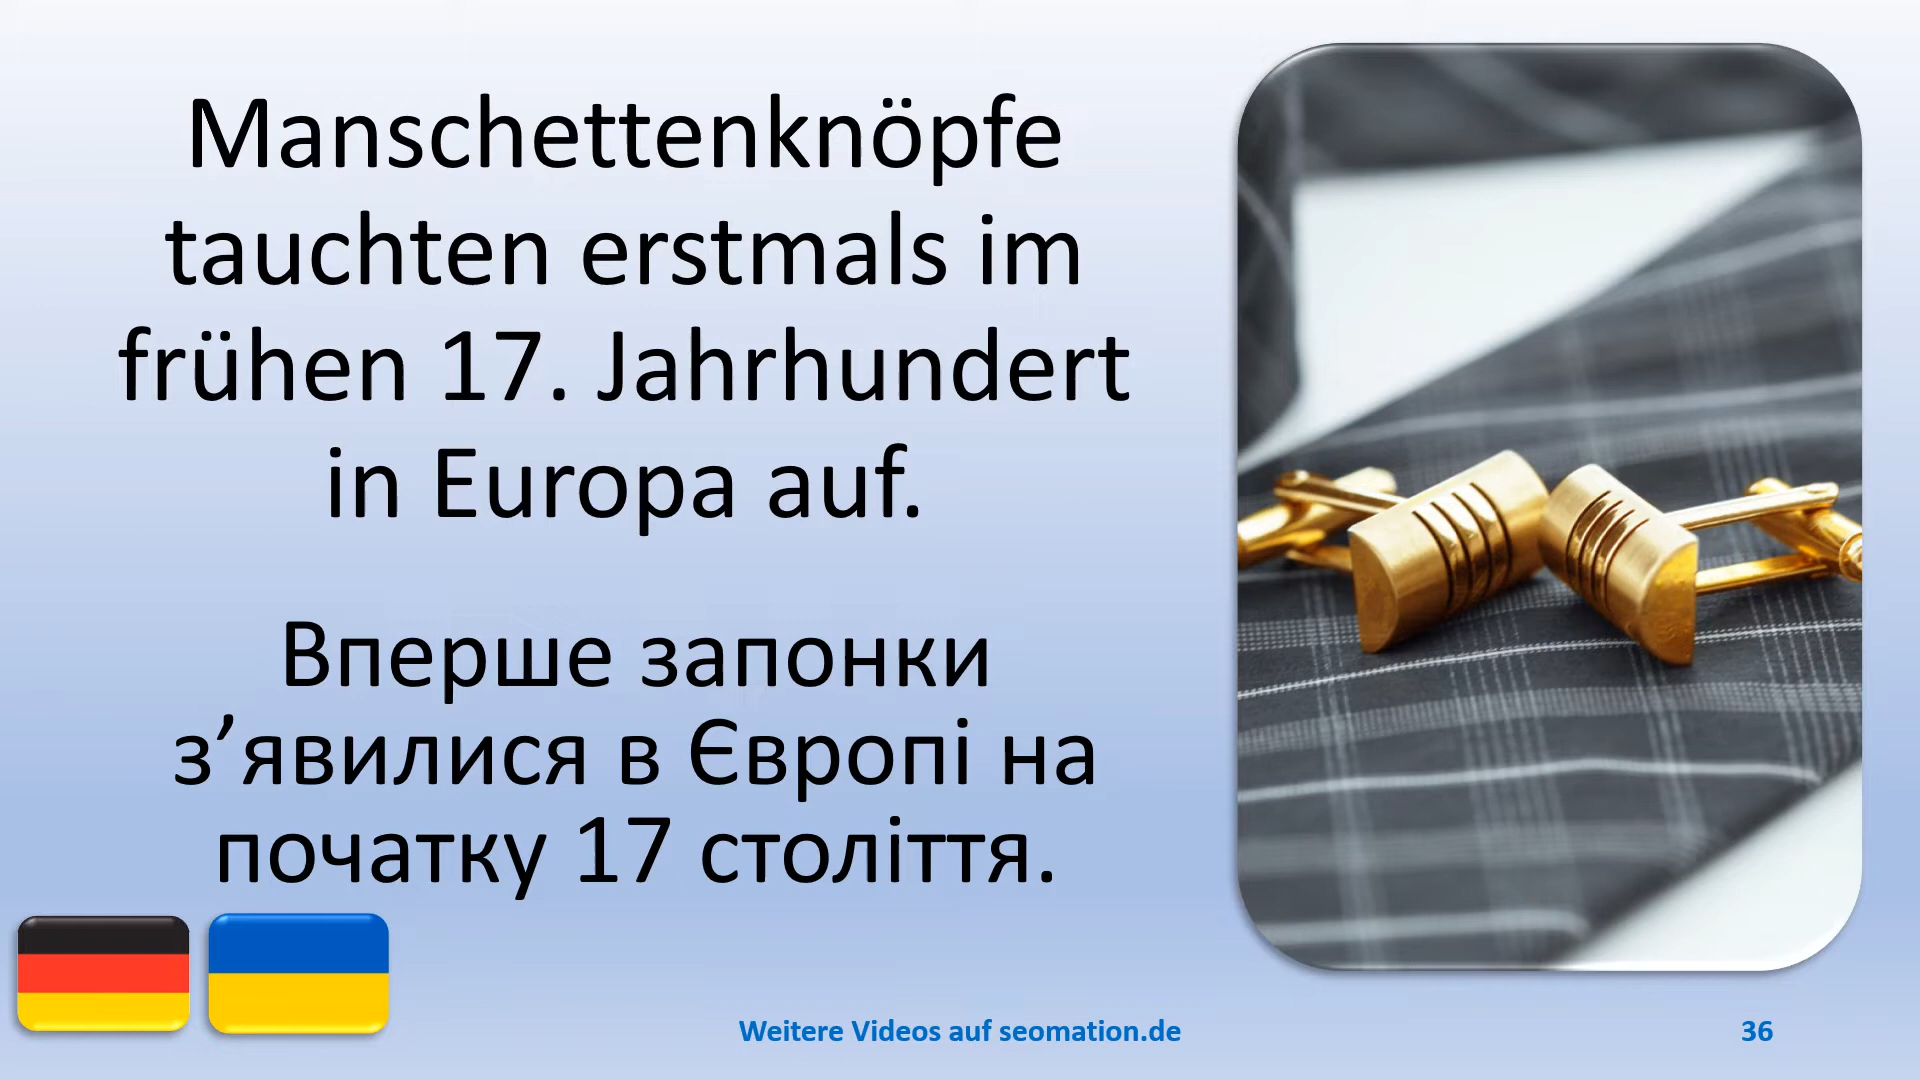 Manschettenknöpfe
tauchten erstmals im
frühen 17. Jahrhundert
in Europa auf.
Вперше запонки
з’явилися в Європі на
початку 17 століття.
Weitere Videos auf seomation.de
36